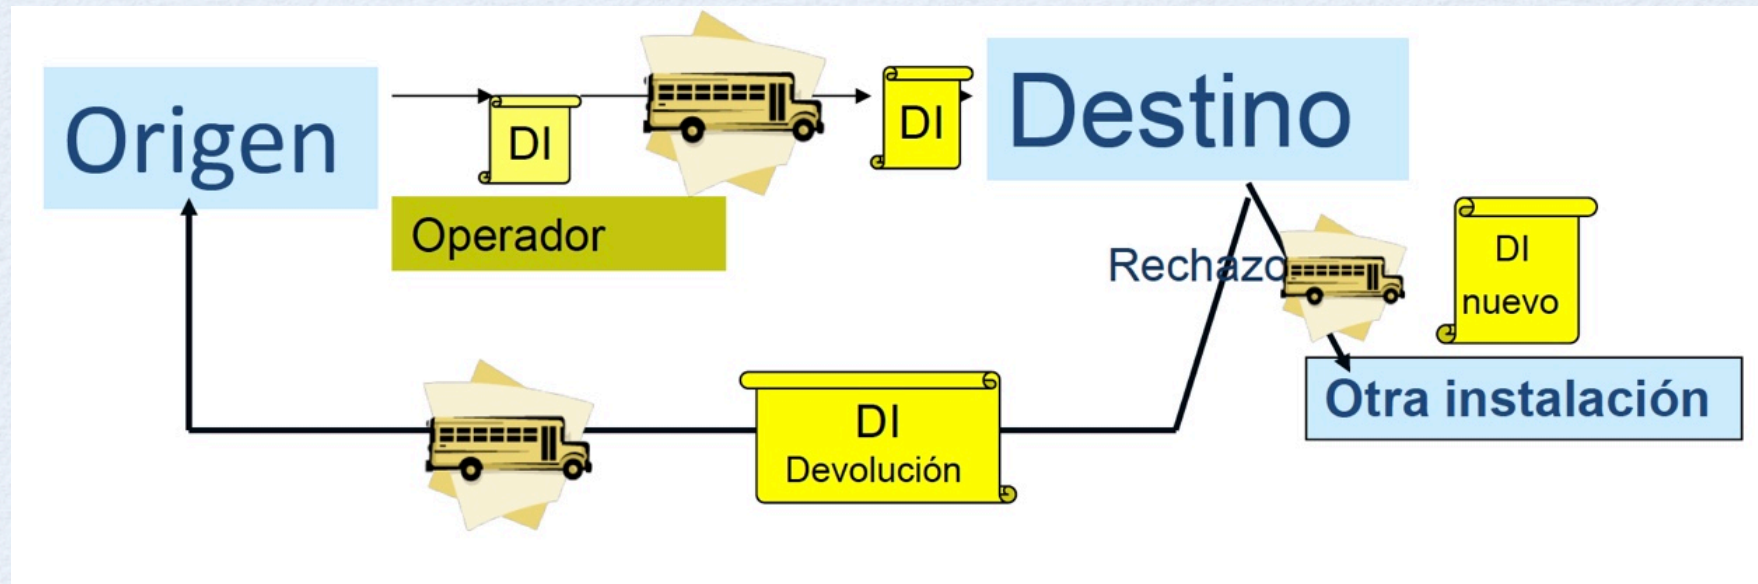 Origen
DI
DI
Destino
Operador
Rechazo
DI
nuevo
Otra instalación
DI
Devolución